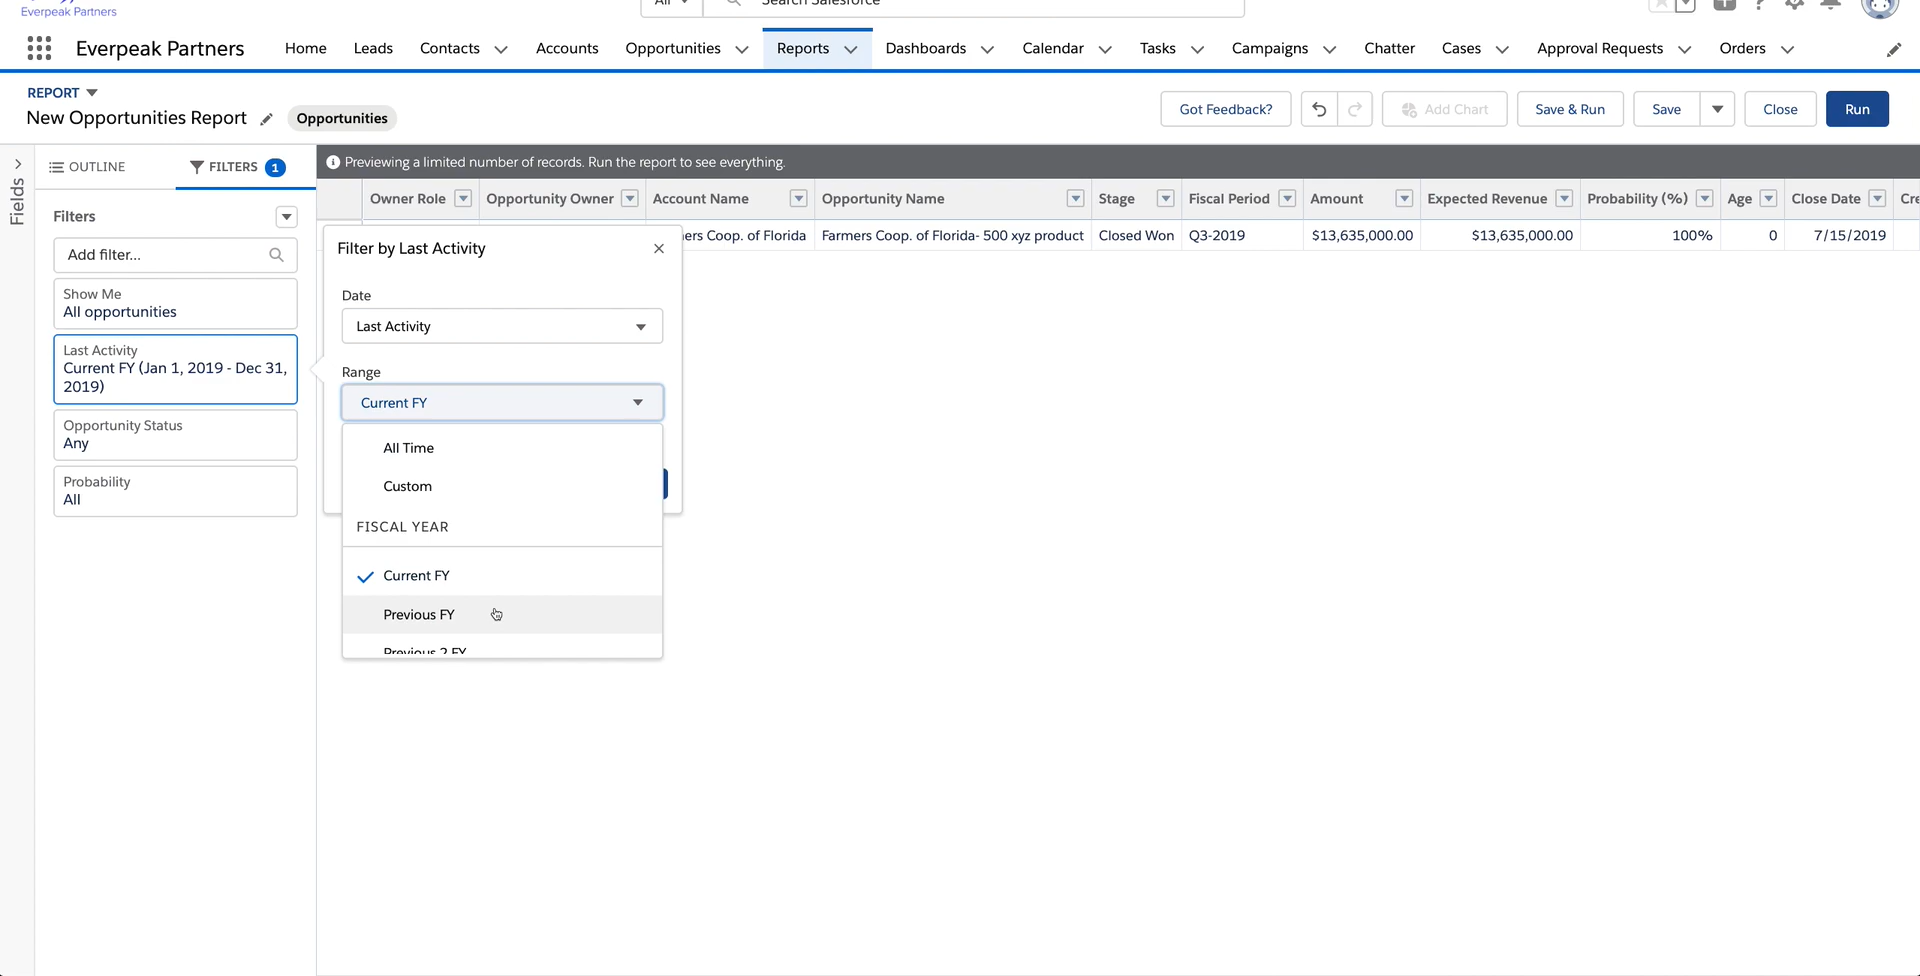 Everpeak Partners
All
Search Salesforce
Everpeak Partners
Home
Leads
Contacts
Accounts
Opportunities
Reports
Dashboards
Calendar
Tasks
Campaigns
Chatter
Cases
Approval Requests
Orders
REPORT
New Opportunities Report
Opportunities
Got Feedback?
Add Chart
Save & Run
Save
Close
Run
Fields
OUTLINE
FILTERS 1
Previewing a limited number of records. Run the report to see everything.
Filters
Add filter...
Show Me
All opportunities
Last Activity
Current FY (Jan 1, 2019 - Dec 31,
2019)
Opportunity Status
Any
Probability
All
Owner Role
Opportunity Owner
Account Name
Opportunity Name
Stage
Fiscal Period
Amount
Expected Revenue
Probability (%)
Age
Close Date
Cre
ers Coop. of Florida
Farmers Coop. of Florida- 500 xyz product
Closed Won
Q3-2019
$13,635,000.00
$13,635,000.00
100%
0
7/15/2019
Filter by Last Activity
Date
Last Activity
Range
Current FY
All Time
Custom
FISCAL YEAR
Current FY
Previous FY
Previous 2 FY